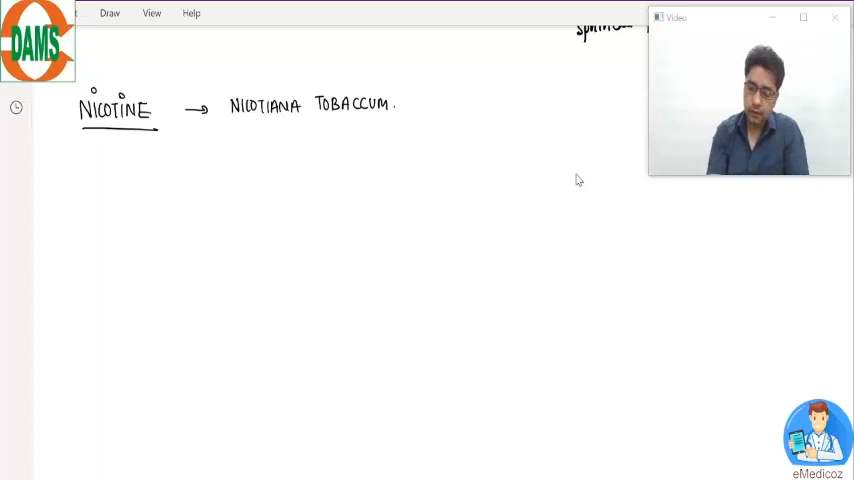 DAMS
Draw View Help
Video
NICOTINE → NICOTIANA TOBACCUM.
eMedicoz